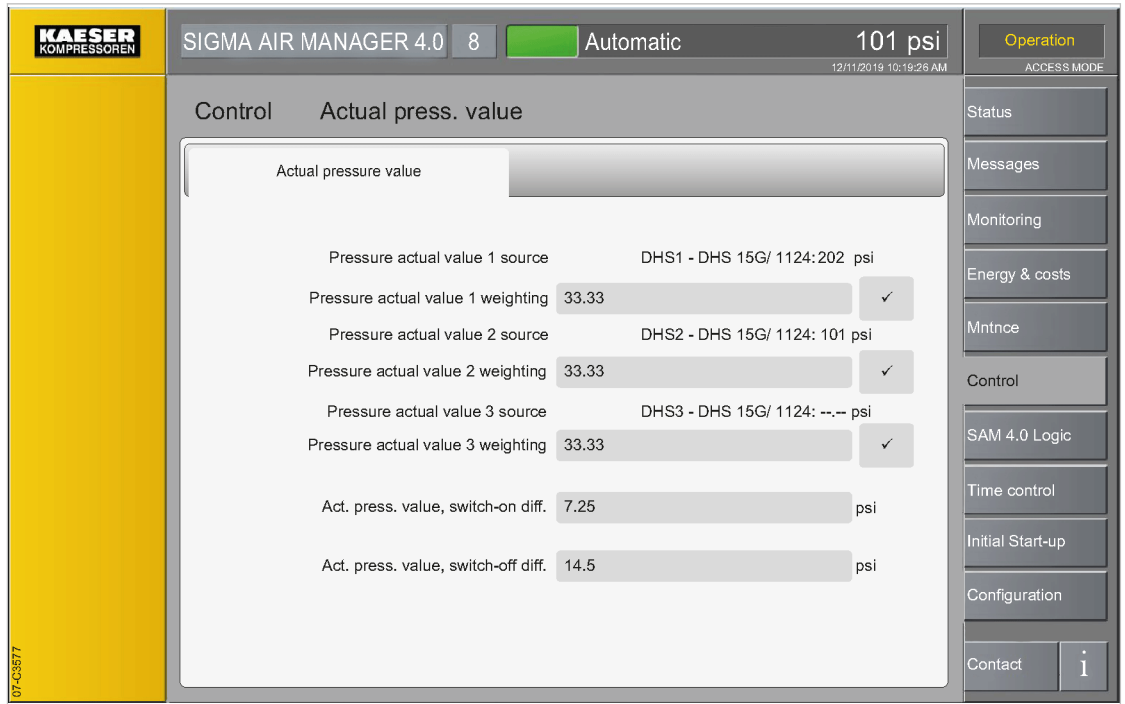 KAESER
KOMPRESSOREN
SIGMA AIR MANAGER 4.0 8 Automatic 101 psi
12/11/2019 10:19:26 AM
Operation
ACCESS MODE
Control Actual press. value
Actual pressure value
Pressure actual value 1 source DHS1 - DHS 15G/ 1124: 202 psi
Pressure actual value 1 weighting 33.33 ✓
Pressure actual value 2 source DHS2 - DHS 15G/ 1124: 101 psi
Pressure actual value 2 weighting 33.33 ✓
Pressure actual value 3 source DHS3 - DHS 15G/ 1124: --.-- psi
Pressure actual value 3 weighting 33.33 ✓
Act. press. value, switch-on diff. 7.25 psi
Act. press. value, switch-off diff. 14.5 psi
Status
Messages
Monitoring
Energy & costs
Mntnce
Control
SAM 4.0 Logic
Time control
Initial Start-up
Configuration
Contact i
07-C3577